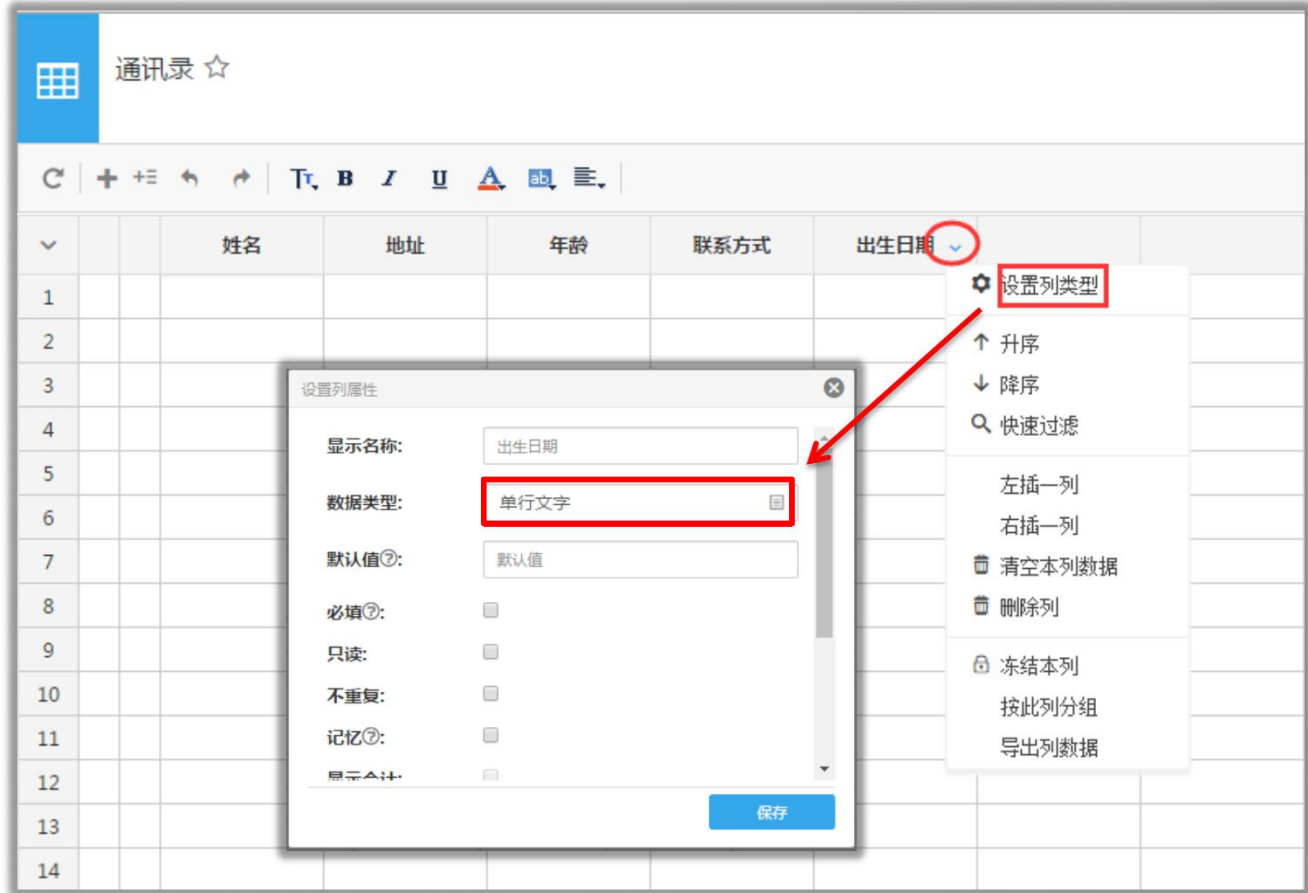 通讯录
姓名 地址 年龄 联系方式 出生日期
设置列类型
升序
降序
快速过滤
左插一列
右插一列
清空本列数据
删除列
冻结本列
按此列分组
导出列数据
设置列属性
显示名称: 出生日期
数据类型: 单行文字
默认值?: 默认值
必填?:
只读:
不重复:
记忆?:
显示合计:
保存
1
2
3
4
5
6
7
8
9
10
11
12
13
14